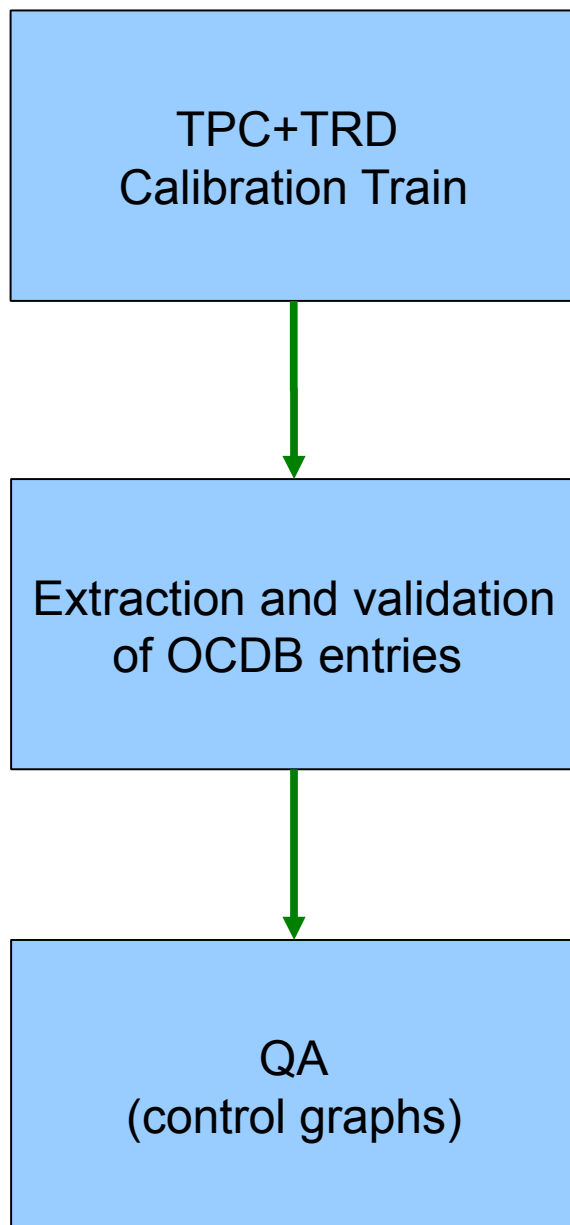 TPC+TRD
Calibration Train
Extraction and validation
of OCDB entries
QA
(control graphs)